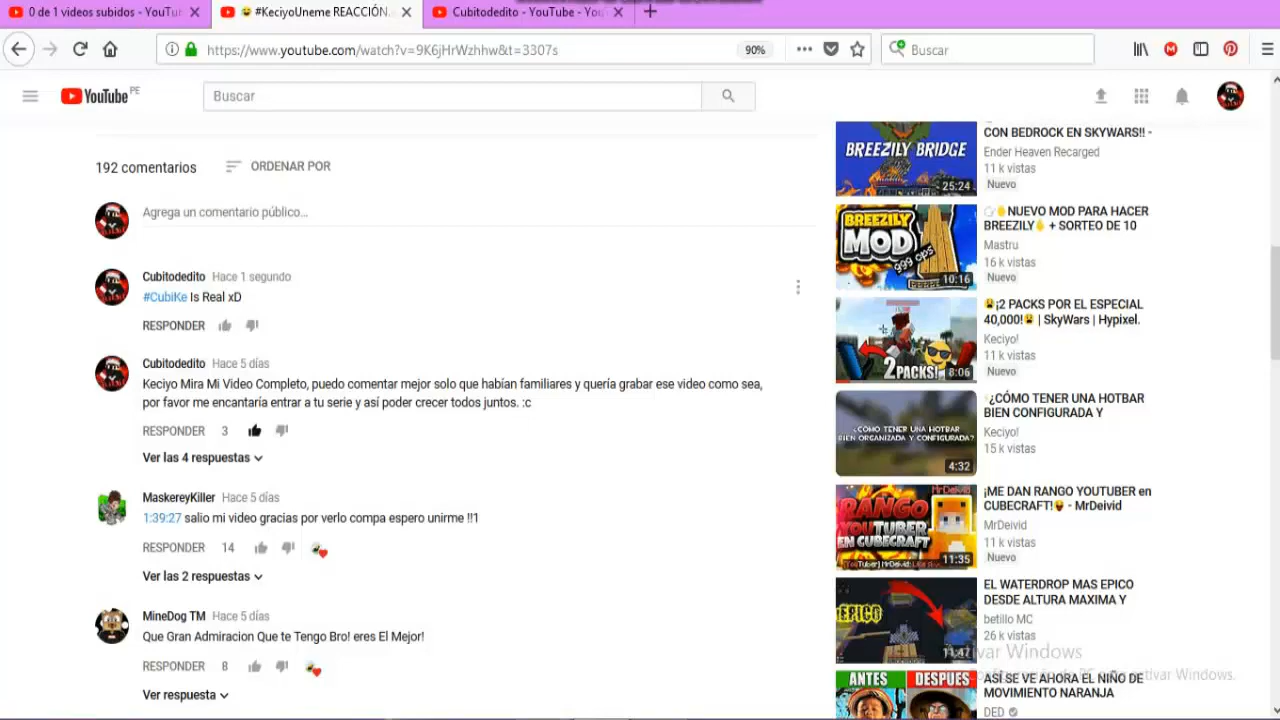 0 de 1 videos subidos - YouTu
#KeciyoUneme REACCIÓN.
Cubitodedito - YouTube - You
https://www.youtube.com/watch?v=9K6jHrWzhhw&t=3307s
90%
Buscar
YouTube PE
Buscar
192 comentarios
ORDENAR POR
Agrega un comentario público...
Cubitodedito Hace 1 segundo
#CubiKe Is Real xD
RESPONDER
Cubitodedito Hace 5 días
Keciyo Mira Mi Video Completo, puedo comentar mejor solo que habían familiares y quería grabar ese video como sea,
por favor me encantaría entrar a tu serie y así poder crecer todos juntos. :c
RESPONDER 3
Ver las 4 respuestas
MaskereyKiller Hace 5 días
1:39:27 salio mi video gracias por verlo compa espero unirme !!1
RESPONDER 14
Ver las 2 respuestas
MineDog TM Hace 5 días
Que Gran Admiracion Que te Tengo Bro! eres El Mejor!
RESPONDER 8
Ver respuesta
BREEZILY BRIDGE
25:24
CON BEDROCK EN SKYWARS!! -
Ender Heaven Recarged
11 k vistas
Nuevo
BREEZILY
MOD
999 cps
10:16
NUEVO MOD PARA HACER
BREEZILY + SORTEO DE 10
Mastru
16 k vistas
Nuevo
2 PACKS!
8:06
¡2 PACKS POR EL ESPECIAL
40,000! | SkyWars | Hypixel.
Keciyo!
11 k vistas
Nuevo
¿CÓMO TENER UNA HOTBAR
BIEN ORGANIZADA Y CONFIGURADA?
4:32
¿CÓMO TENER UNA HOTBAR
BIEN CONFIGURADA Y
Keciyo!
15 k vistas
MrDeivid
RANGO
YOUTUBER
EN CUBECRAFT
11:35
¡ME DAN RANGO YOUTUBER en
CUBECRAFT! - MrDeivid
MrDeivid
11 k vistas
Nuevo
EPICO
11:47
EL WATERDROP MAS EPICO
DESDE ALTURA MAXIMA Y
betillo MC
26 k vistas
ANTES
DESPUES
ASÍ SE VE AHORA EL NIÑO DE
MOVIMIENTO NARANJA
DED